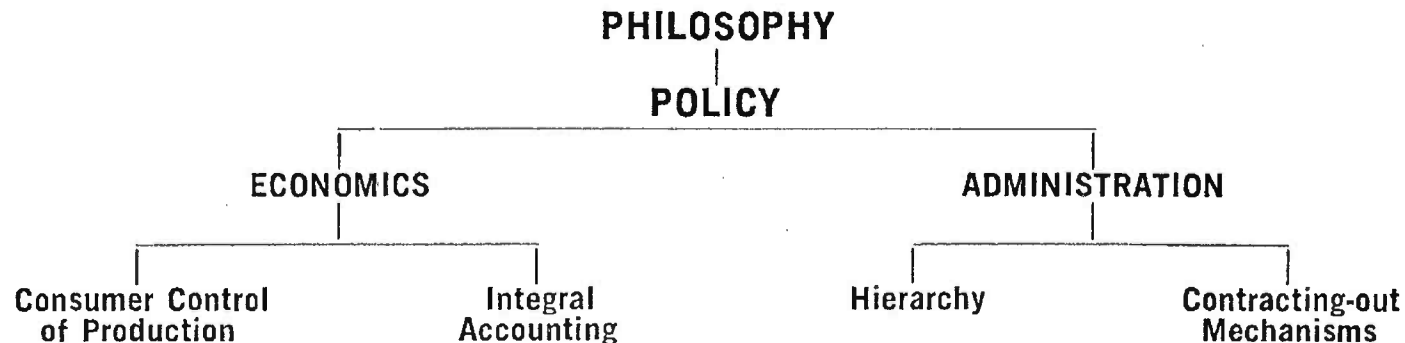 PHILOSOPHY
POLICY
ECONOMICS
ADMINISTRATION
Consumer Control
of Production
Integral
Accounting
Hierarchy
Contracting-out
Mechanisms